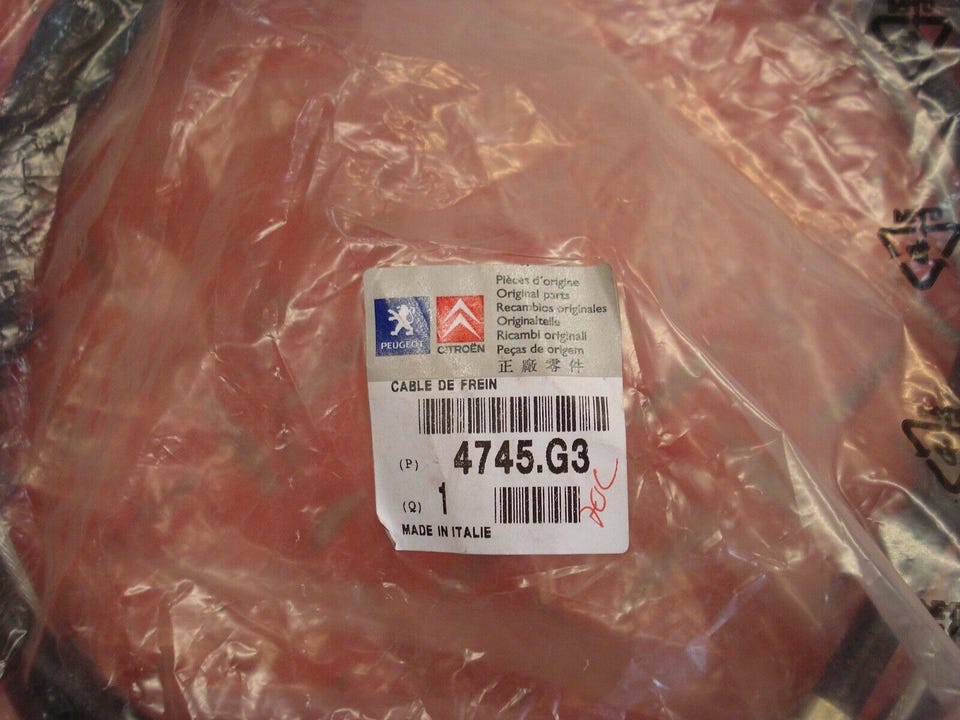 Pièces d'origine
Original parts
Recambios originales
Originalteile
Ricambi originali
Peças de origem
正廠零件
PEUGEOT
CITROËN
CABLE DE FREIN
(P) 4745.G3
(Q) 1
MADE IN ITALIE